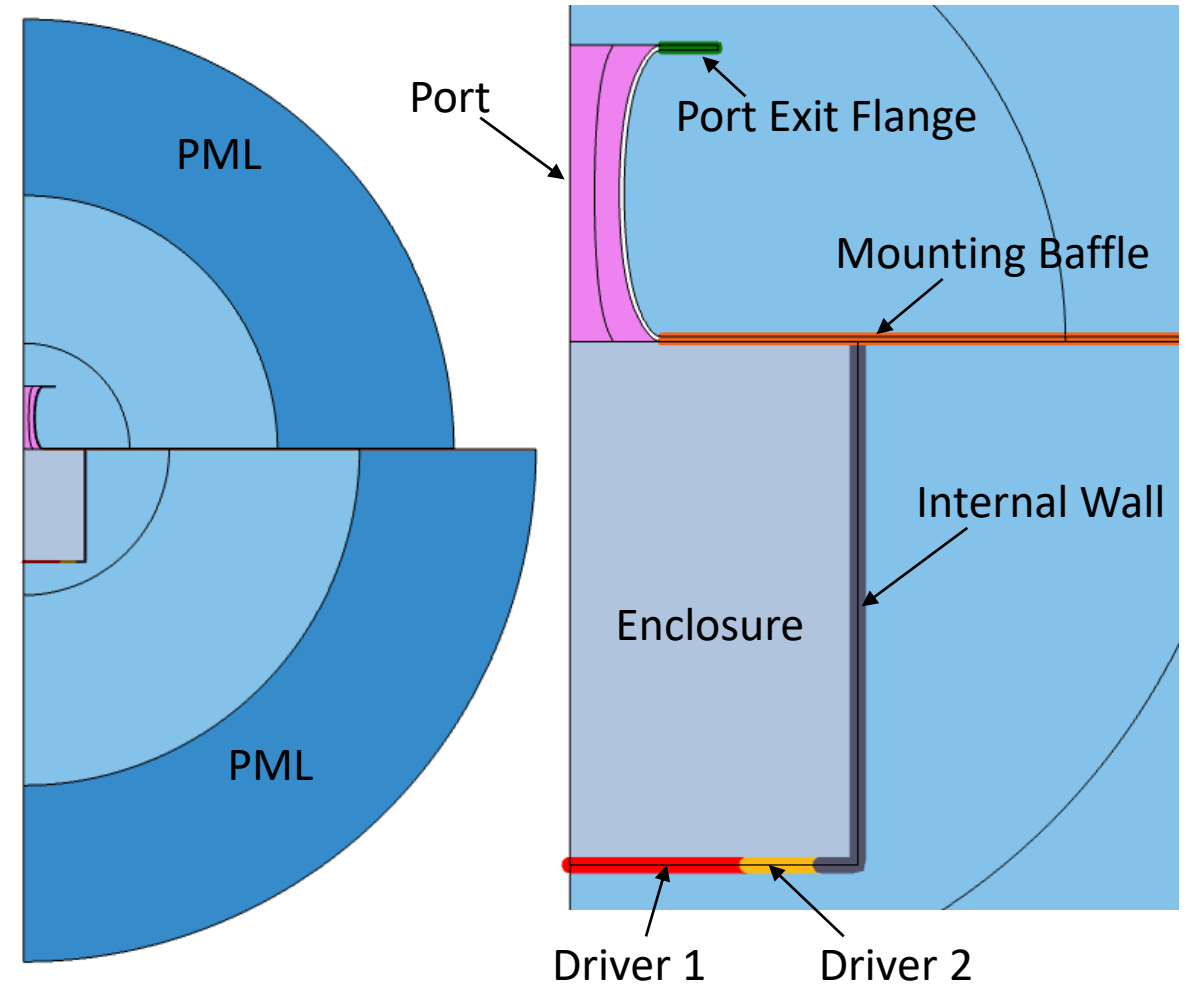 PML
PML
Port
Port Exit Flange
Mounting Baffle
Internal Wall
Enclosure
Driver 1
Driver 2